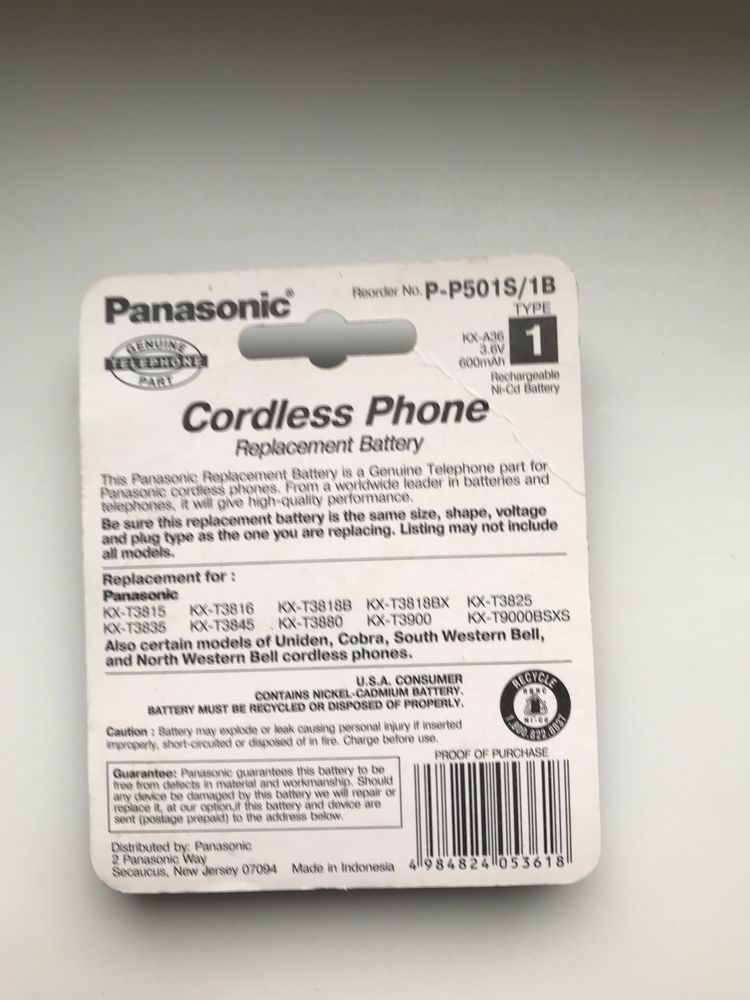 Panasonic®
Reorder No. P-P501S/1B
TYPE
1
KX-A36
3.6V
600mAh
Rechargeable
Ni-Cd Battery
GENUINE
TELEPHONE
PART
Cordless Phone
Replacement Battery
This Panasonic Replacement Battery is a Genuine Telephone part for
Panasonic cordless phones. From a worldwide leader in batteries and
telephones, it will give high-quality performance.
Be sure this replacement battery is the same size, shape, voltage
and plug type as the one you are replacing. Listing may not include
all models.
Replacement for :
Panasonic
KX-T3815 KX-T3816 KX-T3818B KX-T3818BX KX-T3825
KX-T3835 KX-T3845 KX-T3880 KX-T3900 KX-T9000BSXS
Also certain models of Uniden, Cobra, South Western Bell,
and North Western Bell cordless phones.
U.S.A. CONSUMER
CONTAINS NICKEL-CADMIUM BATTERY.
BATTERY MUST BE RECYCLED OR DISPOSED OF PROPERLY.
RECYCLE
RBRC
Ni-Cd
1.800.822.8837
Caution : Battery may explode or leak causing personal injury if inserted
improperly, short-circuited or disposed of in fire. Charge before use.
PROOF OF PURCHASE
Guarantee: Panasonic guarantees this battery to be
free from defects in material and workmanship. Should
any device be damaged by this battery we will repair or
replace it, at our option,if this battery and device are
sent (postage prepaid) to the address below.
Distributed by: Panasonic
2 Panasonic Way
Secaucus, New Jersey 07094 Made in Indonesia
4 984824 053618